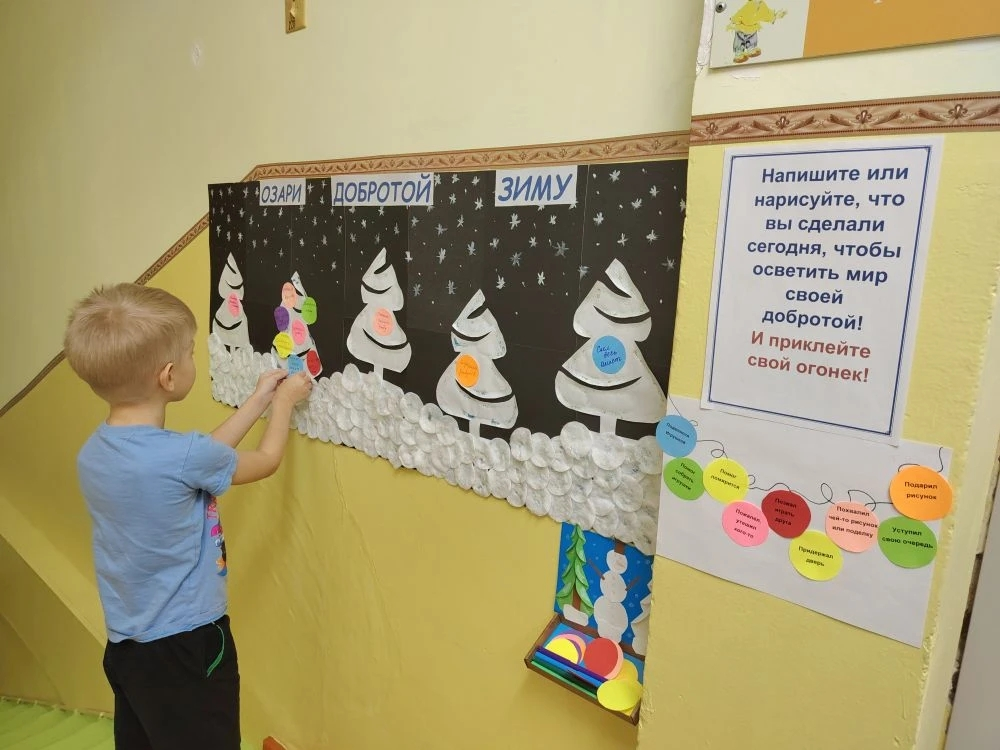 ОЗАРИ ДОБРОТОЙ ЗИМУ
Напишите или
нарисуйте, что
вы сделали
сегодня, чтобы
осветить мир
своей
добротой!
И приклейте
свой огонек!
Поделился
игрушкой
Помог
собрать
игрушки
Помог
помириться
Пожалел,
утешил
кого-то
Позвал
играть
друга
Придержал
дверь
Похвалил
чей-то рисунок
или поделку
Подарил
рисунок
Уступил
свою очередь